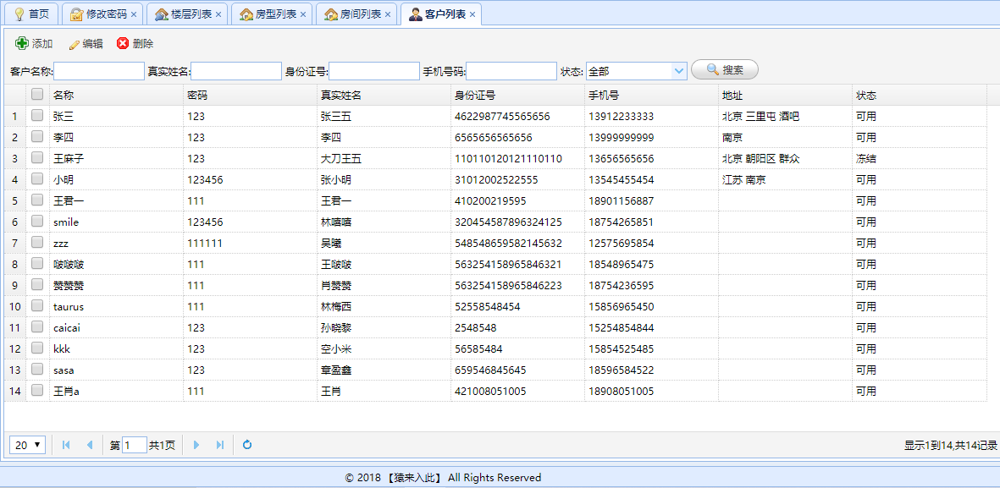 首页 修改密码 楼层列表 房型列表 房间列表 客户列表
添加 编辑 删除
客户名称: 真实姓名: 身份证号: 手机号码: 状态: 全部 搜索
名称 密码 真实姓名 身份证号 手机号 地址 状态
1 张三 123 张三五 4622987745565656 13912233333 北京 三里屯 酒吧 可用
2 李四 123 李四 6565656565656 13999999999 南京 可用
3 王麻子 123 大刀王五 110110120121110110 13656565656 北京 朝阳区 群众 冻结
4 小明 123456 张小明 31012002522555 13545455454 江苏 南京 可用
5 王君一 111 王君一 410200219595 18901156887 可用
6 smile 123456 林嘻嘻 320454587896324125 18754265851 可用
7 zzz 111111 吴曦 548548659582145632 12575695854 可用
8 啵啵啵 111 王啵啵 563254158965846321 18548965475 可用
9 赞赞赞 111 肖赞赞 563254158965846223 18754236595 可用
10 taurus 111 林梅西 52558548454 15856965450 可用
11 caicai 123 孙晓黎 2548548 15254854844 可用
12 kkk 123 空小米 56585484 15854525485 可用
13 sasa 123 章盈鑫 659546845645 18596584522 可用
14 王肖a 111 王肖 421008051005 18908051005 可用
20 第 1 共1页 显示1到14,共14记录
© 2018 【猿来入此】 All Rights Reserved